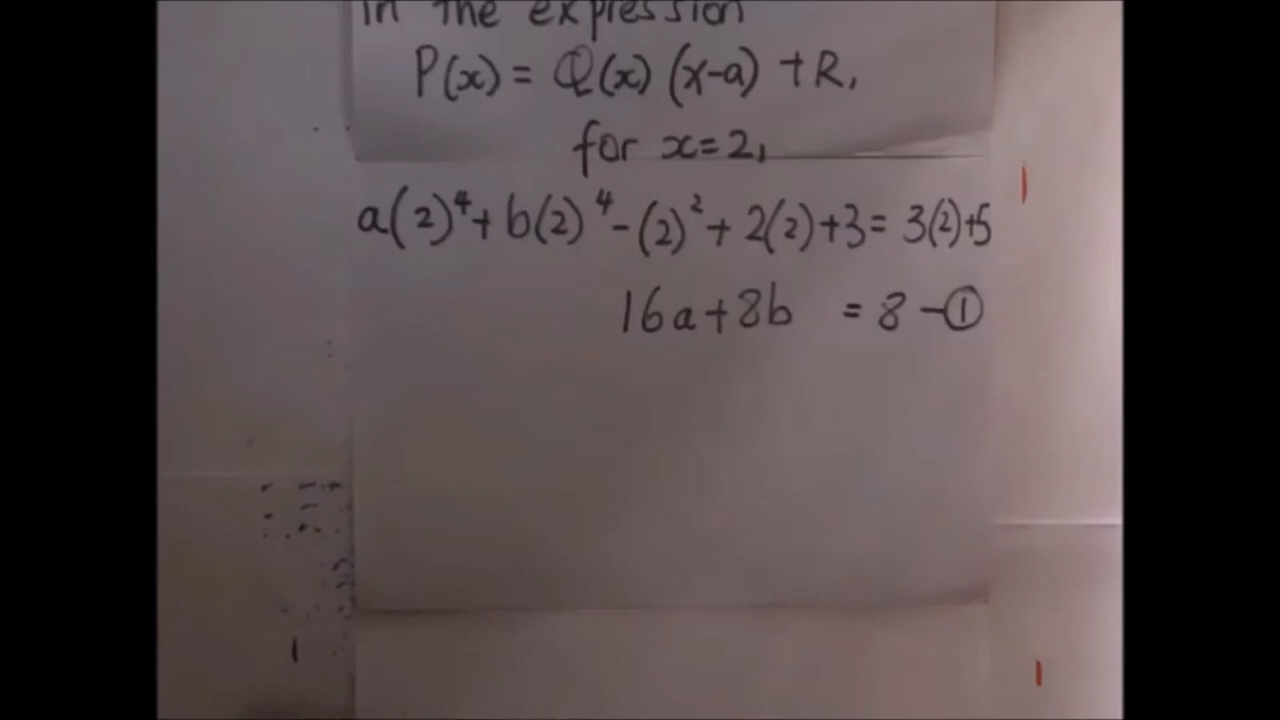 in the expression
P(x) = Q(x) (x-a) + R,
for x=2,
a(2)⁴+ b(2)⁴-(2)²+ 2(2)+3= 3(2)+5
16a+8b = 8 -①